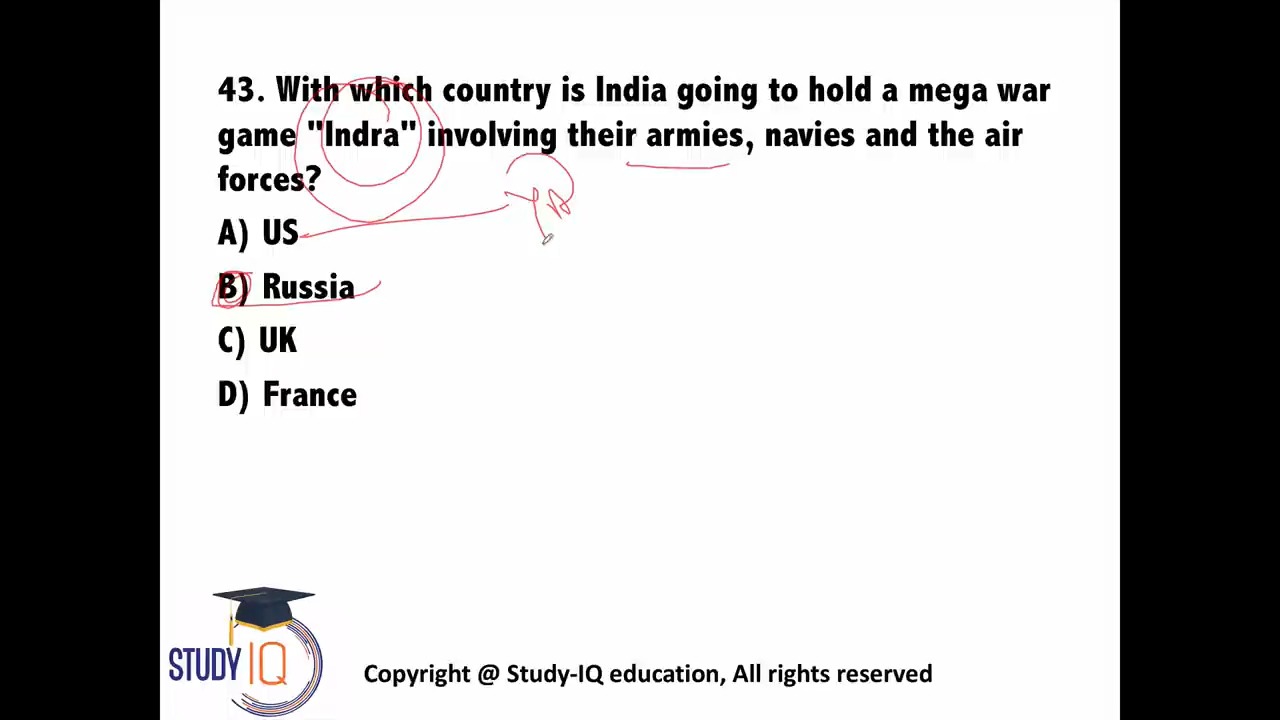 43. With which country is India going to hold a mega war
game "Indra" involving their armies, navies and the air
forces?
A) US
B) Russia
C) UK
D) France
STUDY IQ
Copyright @ Study-IQ education, All rights reserved